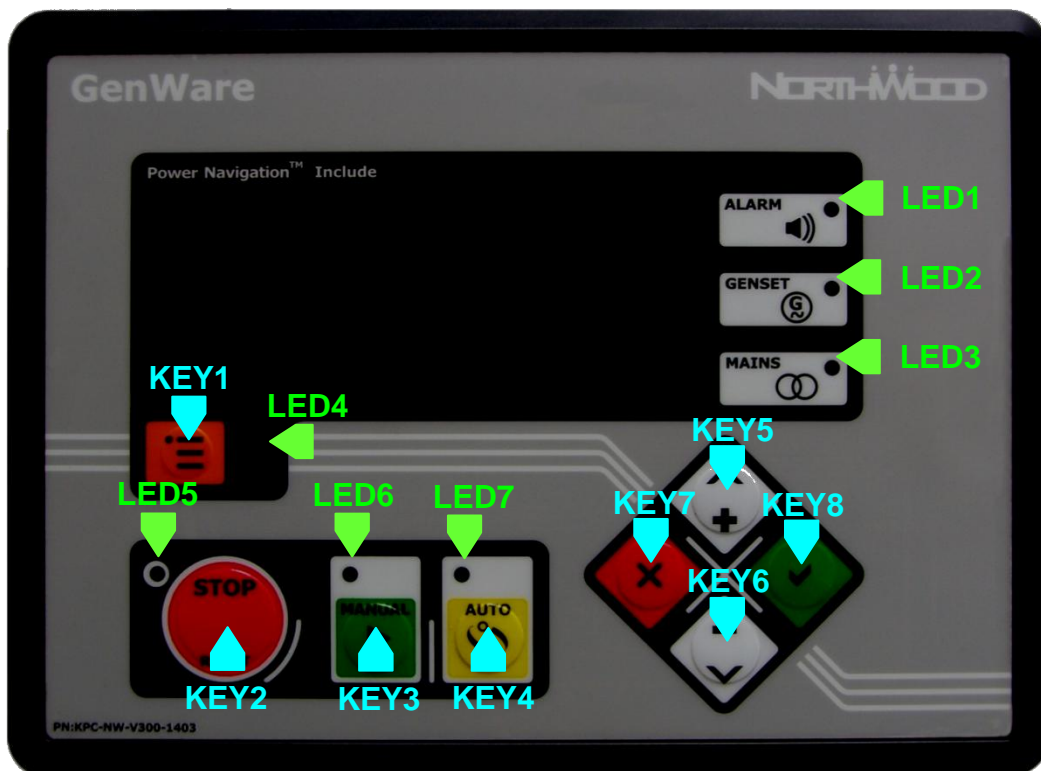 GenWare
NORTHWOOD
Power Navigation™ Include
ALARM
LED1
GENSET
G
LED2
MAINS
LED3
KEY1
LED4
KEY5
LED5
LED6
LED7
KEY7
KEY8
STOP
MANUAL
AUTO
KEY6
KEY2
KEY3
KEY4
PN:KPC-NW-V300-1403